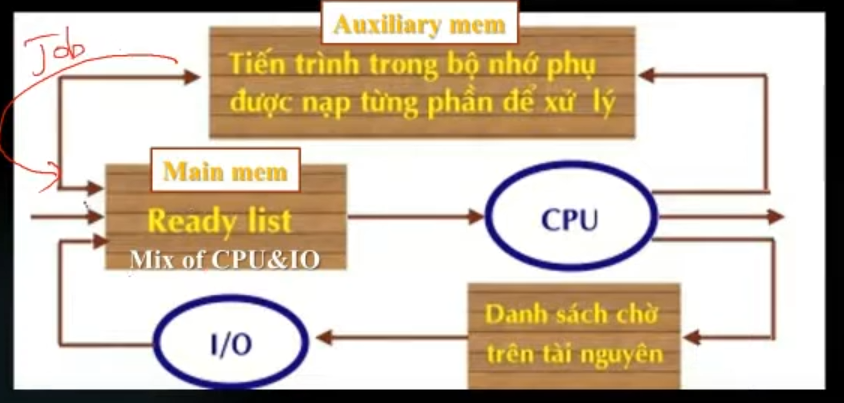 Auxiliary mem
Job
Tiến trình trong bộ nhớ phụ
được nạp từng phần để xử lý
Main mem
Ready list
Mix of CPU&IO
CPU
Danh sách chờ
trên tài nguyên
I/O